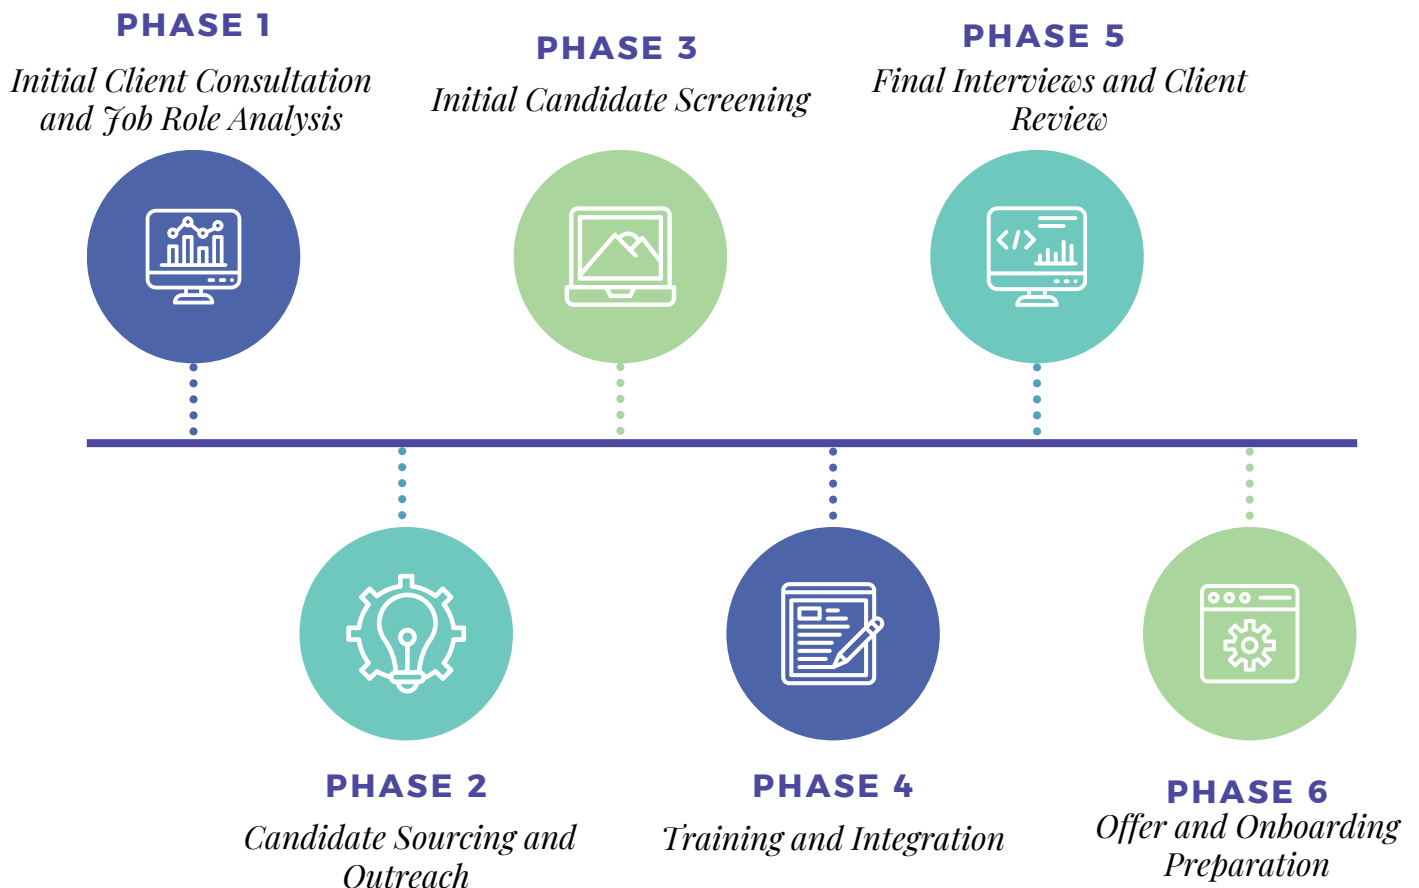 PHASE 1
Initial Client Consultation
and Job Role Analysis
PHASE 3
Initial Candidate Screening
PHASE 5
Final Interviews and Client
Review
</>
PHASE 2
Candidate Sourcing and
Outreach
PHASE 4
Training and Integration
PHASE 6
Offer and Onboarding
Preparation